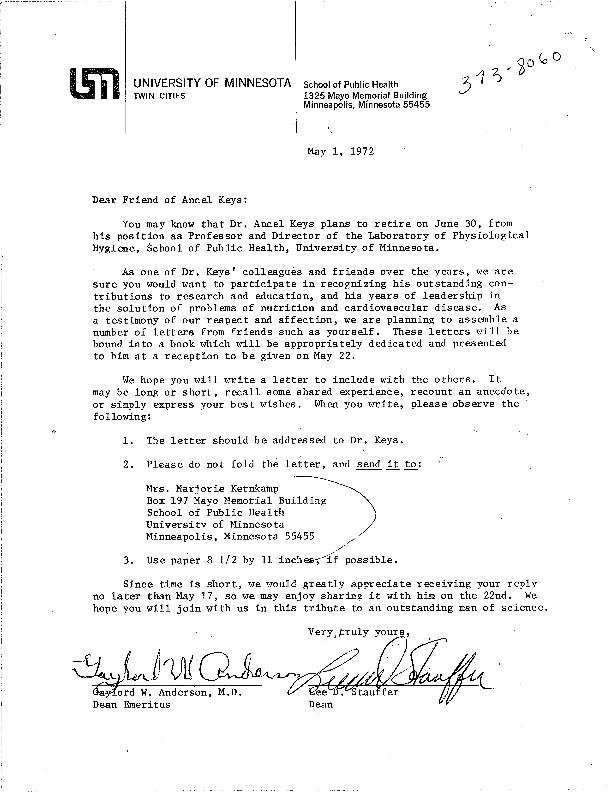 373-8060
UNIVERSITY OF MINNESOTA
TWIN CITIES
School of Public Health
1325 Mayo Memorial Building
Minneapolis, Minnesota 55455
May 1, 1972
Dear Friend of Ancel Keys:
You may know that Dr. Ancel Keys plans to retire on June 30, from
his position as Professor and Director of the Laboratory of Physiological
Hygiene, School of Public Health, University of Minnesota.
As one of Dr. Keys' colleagues and friends over the years, we are
sure you would want to participate in recognizing his outstanding con-
tributions to research and education, and his years of leadership in
the solution of problems of nutrition and cardiovascular disease. As
a testimony of our respect and affection, we are planning to assemble a
number of letters from friends such as yourself. These letters will be
bound into a book which will be appropriately dedicated and presented
to him at a reception to be given on May 22.
We hope you will write a letter to include with the others. It
may be long or short, recall some shared experience, recount an anecdote,
or simply express your best wishes. When you write, please observe the
following:
1. The letter should be addressed to Dr. Keys.
2. Please do not fold the letter, and send it to:
Mrs. Marjorie Ketnkamp
Box 197 Mayo Memorial Building
School of Public Health
University of Minnesota
Minneapolis, Minnesota 55455
3. Use paper 8 1/2 by 11 inches, if possible.
Since time is short, we would greatly appreciate receiving your reply
no later than May 17, so we may enjoy sharing it with him on the 22nd. We
hope you will join with us in this tribute to an outstanding man of science.
Very truly yours,
Gaylord W. Anderson
Lee D. Stauffer
Gaylord W. Anderson, M.D.
Lee D. Stauffer
Dean Emeritus
Dean